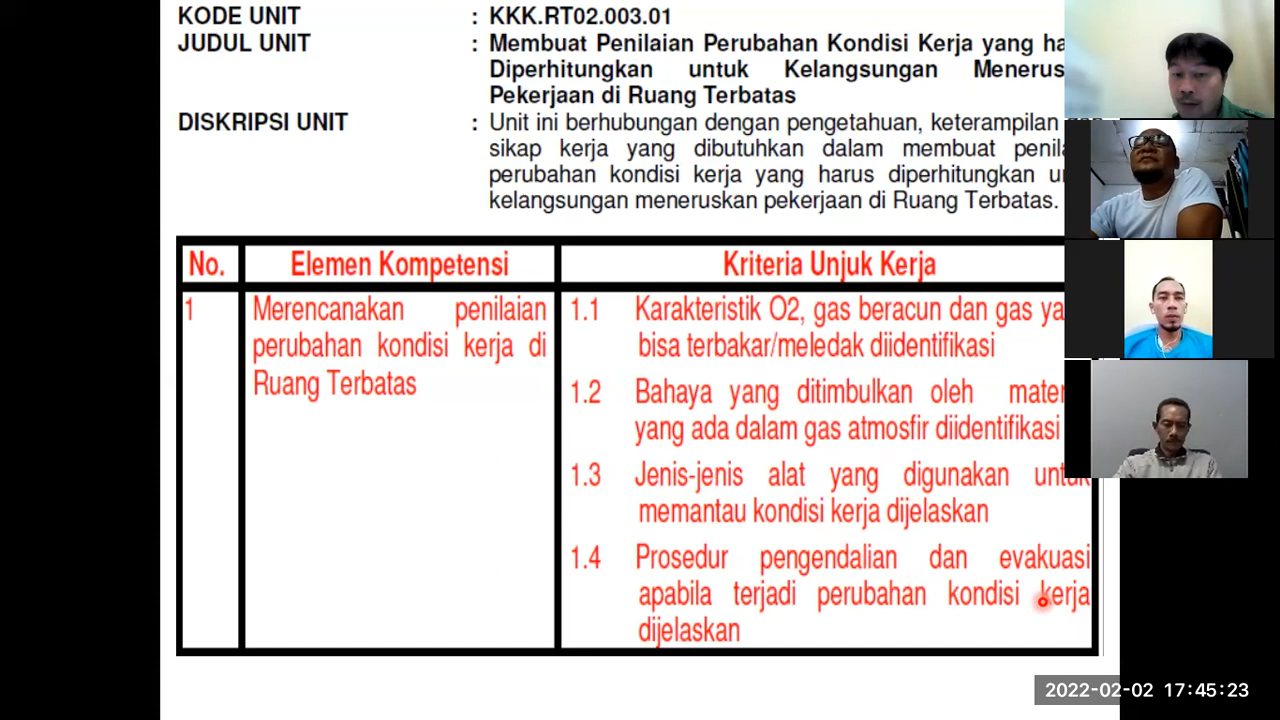 KODE UNIT : KKK.RT02.003.01
JUDUL UNIT : Membuat Penilaian Perubahan Kondisi Kerja yang
Diperhitungkan untuk Kelangsungan
Pekerjaan di Ruang Terbatas
DISKRIPSI UNIT : Unit ini berhubungan dengan pengetahuan, keterampilan
sikap kerja yang dibutuhkan dalam membuat
perubahan kondisi kerja yang harus diperhitungkan
kelangsungan meneruskan pekerjaan di Ruang Terbatas.
No. Elemen Kompetensi Kriteria Unjuk Kerja
1 Merencanakan penilaian 1.1 Karakteristik O2, gas beracun dan gas
perubahan kondisi kerja di bisa terbakar/meledak diidentifikasi
Ruang Terbatas 1.2 Bahaya yang ditimbulkan oleh
yang ada dalam gas atmosfir diidentifikasi
1.3 Jenis-jenis alat yang digunakan untuk
memantau kondisi kerja dijelaskan
1.4 Prosedur pengendalian dan evakuasi
apabila terjadi perubahan kondisi kerja
dijelaskan
2022-02-02 17:45:23